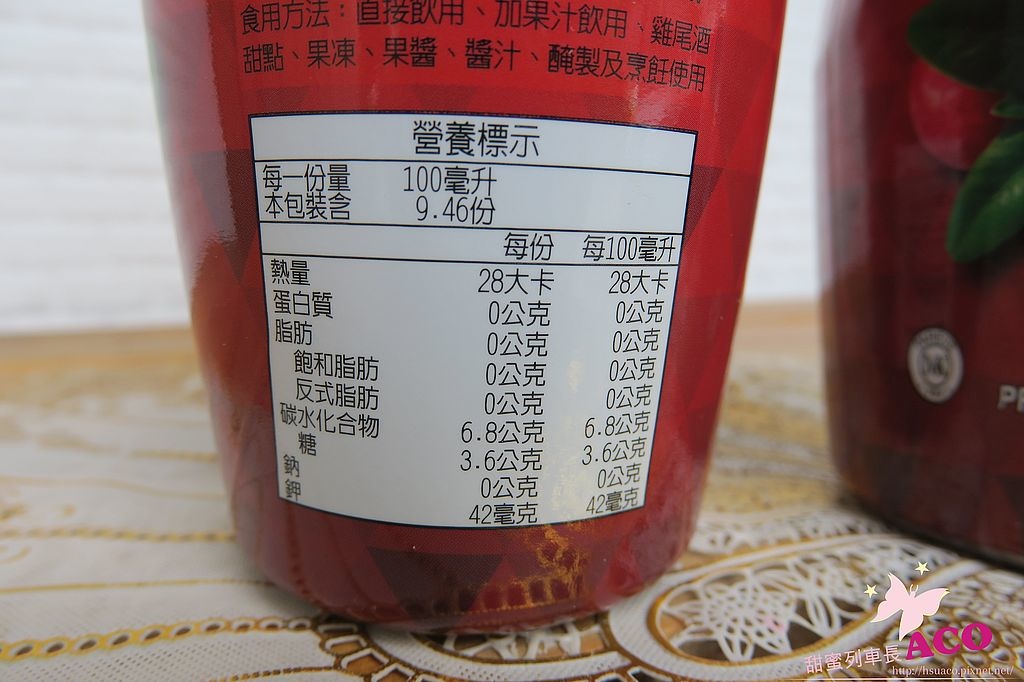 食用方法：直接飲用、加果汁飲用、雞尾酒
甜點、果凍、果醬、醬汁、醃製及烹飪使用
營養標示
每一份量 100毫升
本包裝含 9.46份
每份 每100毫升
熱量 28大卡 28大卡
蛋白質 0公克 0公克
脂肪 0公克 0公克
飽和脂肪 0公克 0公克
反式脂肪 0公克 0公克
碳水化合物 6.8公克 6.8公克
糖 3.6公克 3.6公克
鈉 0公克 0公克
鉀 42毫克 42毫克
甜蜜列車長ACO
http://hsuaco.pixnet.net/